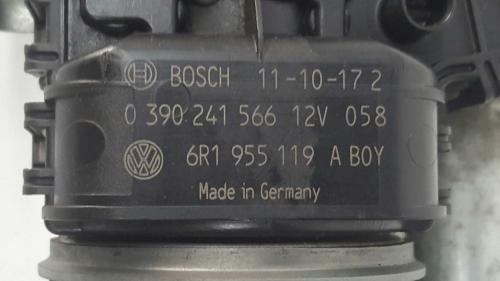 BOSCH 11-10-17 2
0 390 241 566 12V 058
6R1 955 119 A BOY
Made in Germany